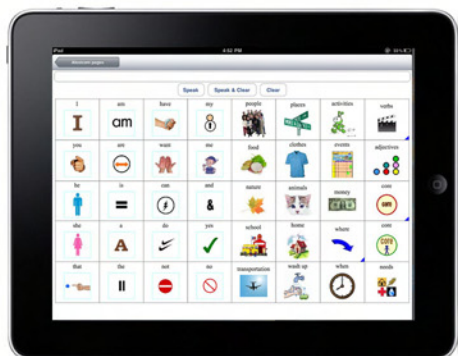 iPad 4:52 PM
Speak Speak & Clear Clear
I am have my people places activities verbs
I am
you are want me food clothes events adjectives
he is can and nature animals money core
= & core
she a do yes school home where core
A core
that the not no transportation wash up when needs